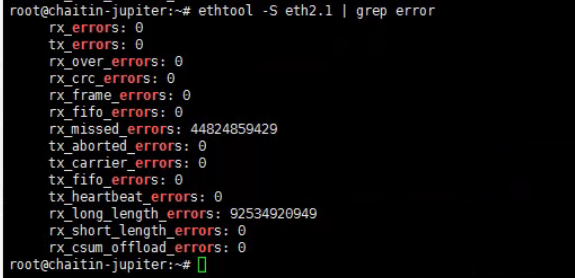 root@chaitin-jupiter:~# ethtool -S eth2.1 | grep error
rx_errors: 0
tx_errors: 0
rx_over_errors: 0
rx_crc_errors: 0
rx_frame_errors: 0
rx_fifo_errors: 0
rx_missed_errors: 44824859429
tx_aborted_errors: 0
tx_carrier_errors: 0
tx_fifo_errors: 0
tx_heartbeat_errors: 0
rx_long_length_errors: 92534920949
rx_short_length_errors: 0
rx_csum_offload_errors: 0
root@chaitin-jupiter:~#